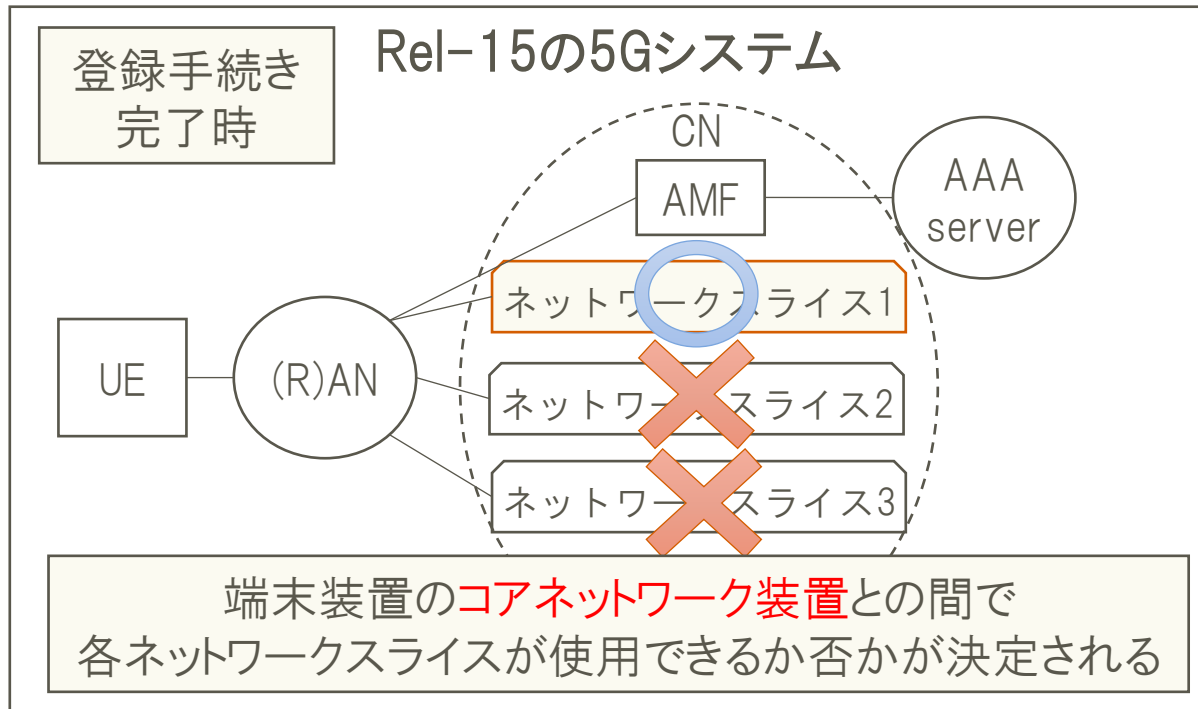 登録手続き
完了時
Rel-15の5Gシステム
CN
AMF
AAA
server
ネットワークスライス1
UE
(R)AN
ネットワークスライス2
ネットワークスライス3
端末装置のコアネットワーク装置との間で
各ネットワークスライスが使用できるか否かが決定される